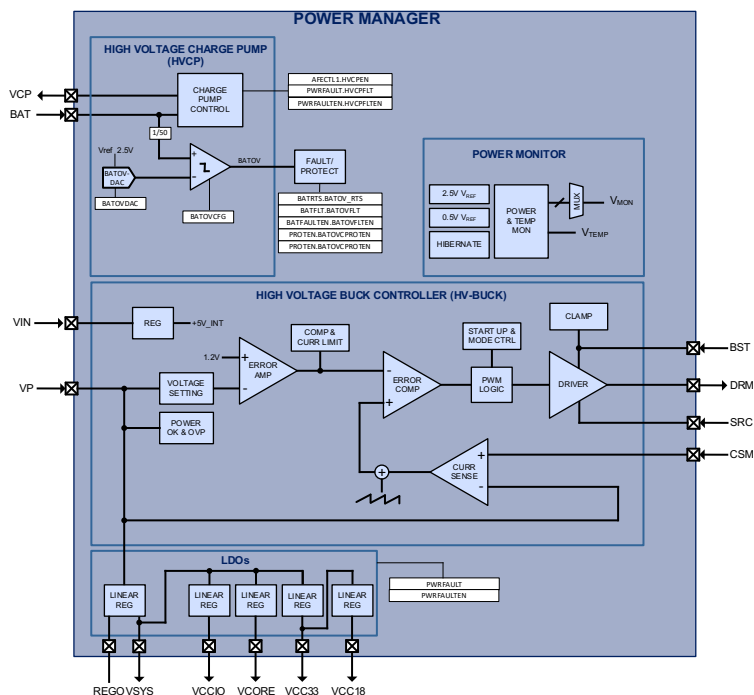 POWER MANAGER
HIGH VOLTAGE CHARGE PUMP
(HVCP)
VCP
BAT
CHARGE
PUMP
CONTROL
AFECTL1.HVCPEN
PWRFAULT.HVCPFLT
PWRFAULTEN.HVCPFLTEN
1/50
Vref_2.5V
BATOV-
DAC
BATOVDAC
+
-
BATOV
BATOVCFG
FAULT/
PROTECT
BATRTS.BATOV_RTS
BATFLT.BATOVFLT
BATFAULTEN.BATOVFLTEN
PROTEN.BATOVCPROTEN
PROTEN.BATOVCPROTEN
POWER MONITOR
2.5V VREF
0.5V VREF
HIBERNATE
POWER
& TEMP
MON
MUX
VMON
VTEMP
HIGH VOLTAGE BUCK CONTROLLER (HV-BUCK)
VIN
REG
+5V_INT
VP
1.2V
VOLTAGE
SETTING
POWER
OK & OVP
+
-
ERROR
AMP
COMP &
CURR LIMIT
-
+
ERROR
COMP
START UP &
MODE CTRL
PWM
LOGIC
CLAMP
DRIVER
BST
DRM
SRC
CSM
+
CURR
SENSE
+
-
LDOs
LINEAR
REG
LINEAR
REG
LINEAR
REG
LINEAR
REG
LINEAR
REG
PWRFAULT
PWRFAULTEN
REGO
VSYS
VCCIO
VCORE
VCC33
VCC18